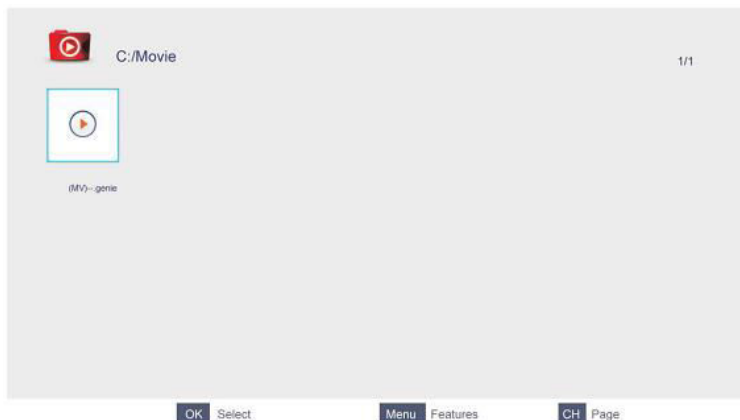 C:/Movie
1/1
(MV)--.genie
OK Select
Menu Features
CH Page